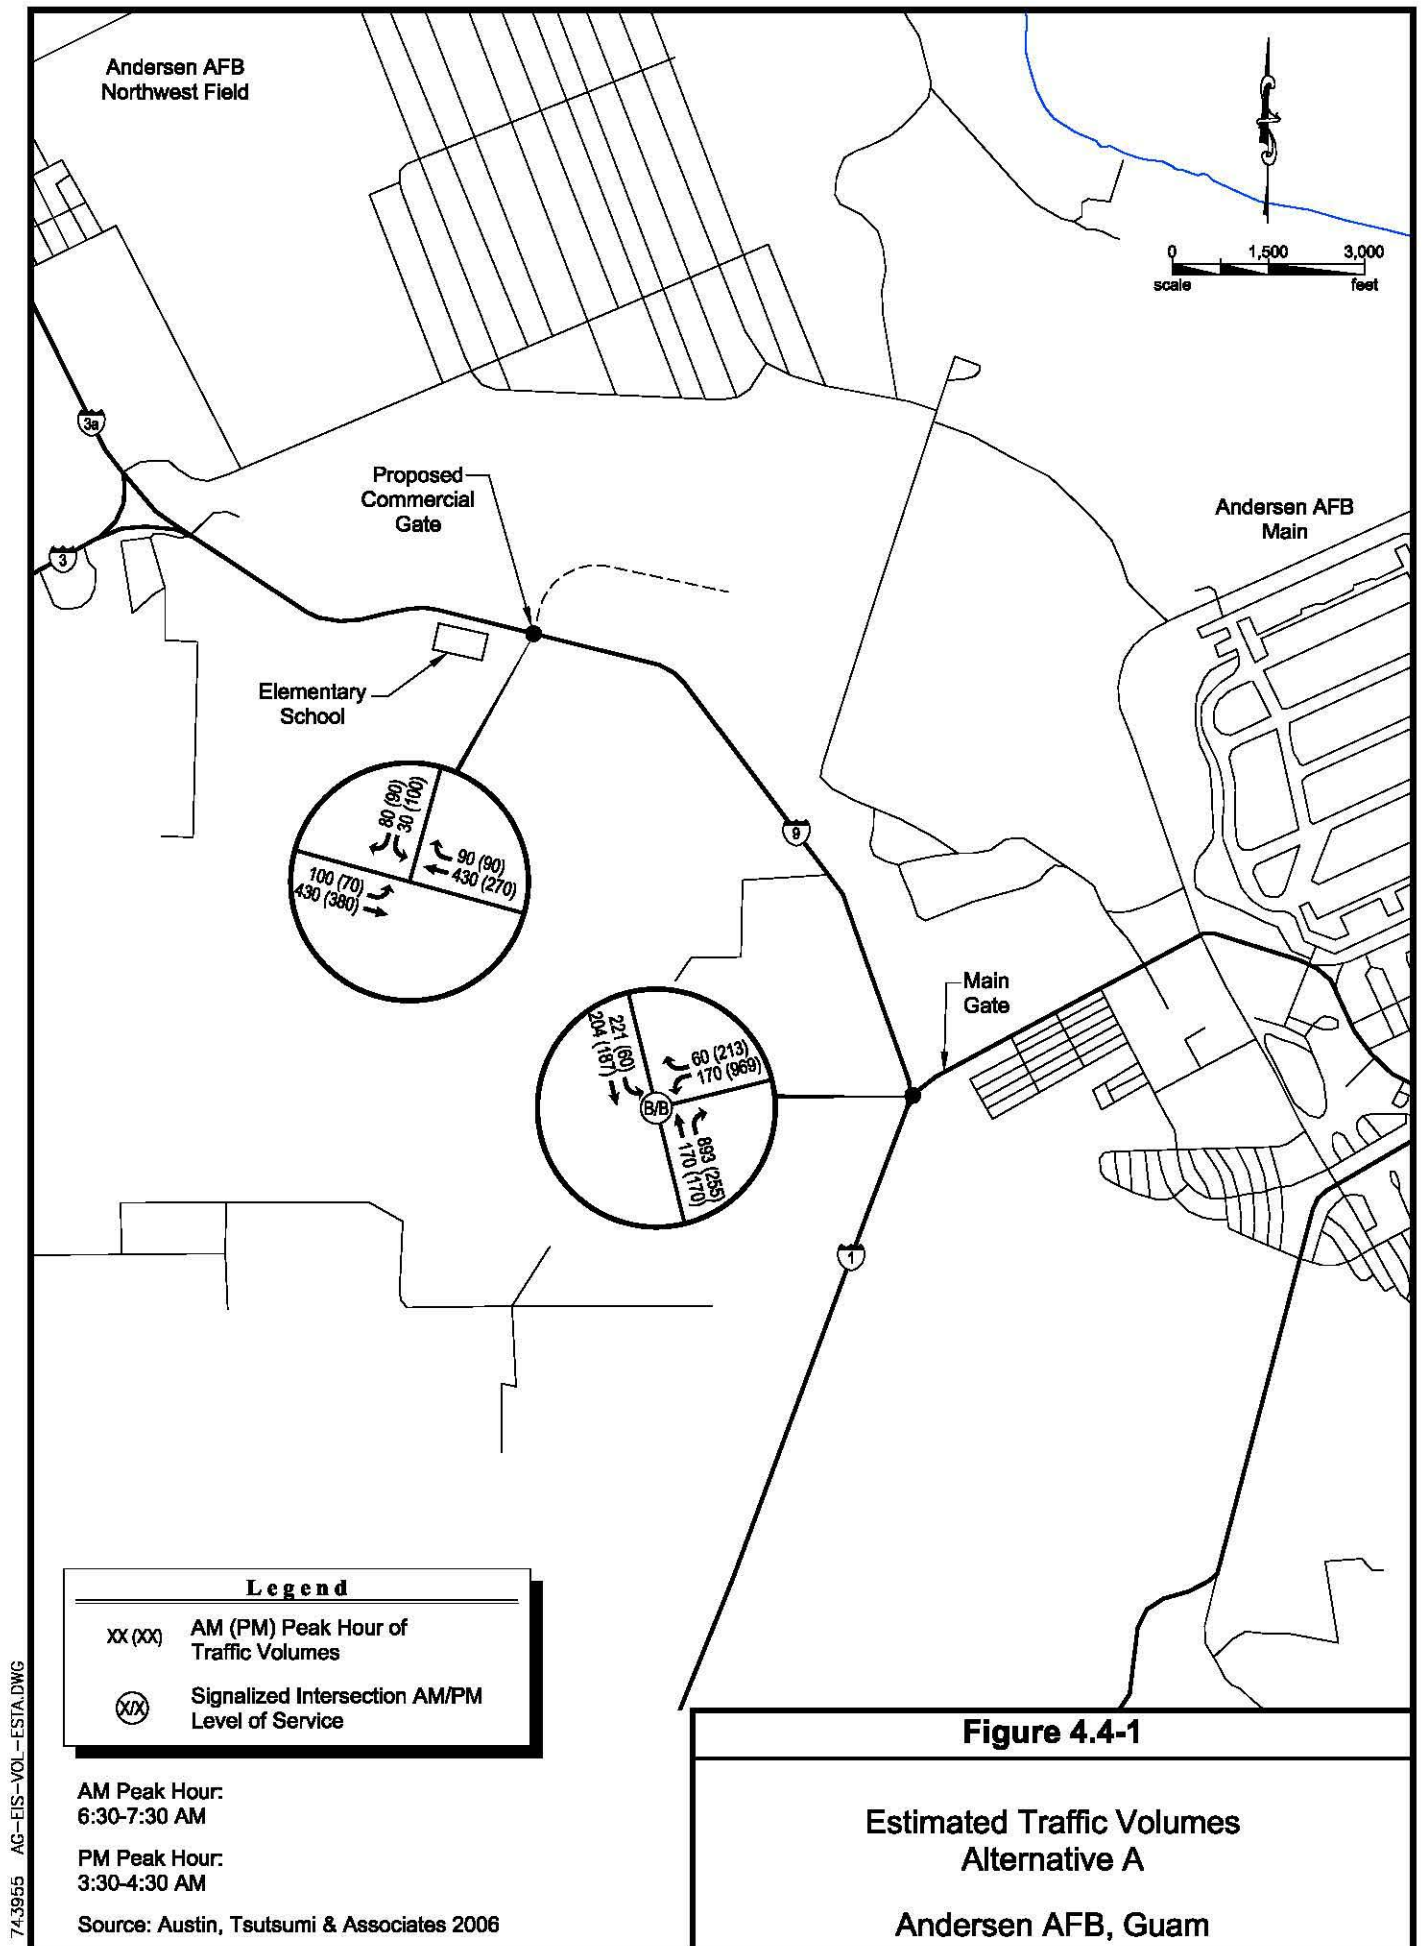 Andersen AFB
Northwest Field
0 1,500 3,000
scale feet
3a
Proposed
Commercial
Gate
Andersen AFB
Main
3
Elementary
School
80 (90)
30 (100)
90 (90)
430 (270)
100 (70)
430 (380)
9
Main
Gate
221 (60)
204 (187)
60 (213)
170 (969)
B/B
893 (255)
170 (170)
1
Legend
XX (XX) AM (PM) Peak Hour of
Traffic Volumes
X/X Signalized Intersection AM/PM
Level of Service
AM Peak Hour:
6:30-7:30 AM
PM Peak Hour:
3:30-4:30 AM
Source: Austin, Tsutsumi & Associates 2006
Figure 4.4-1
Estimated Traffic Volumes
Alternative A
Andersen AFB, Guam
743955 AG-EIS-VOL-ESTA.DWG